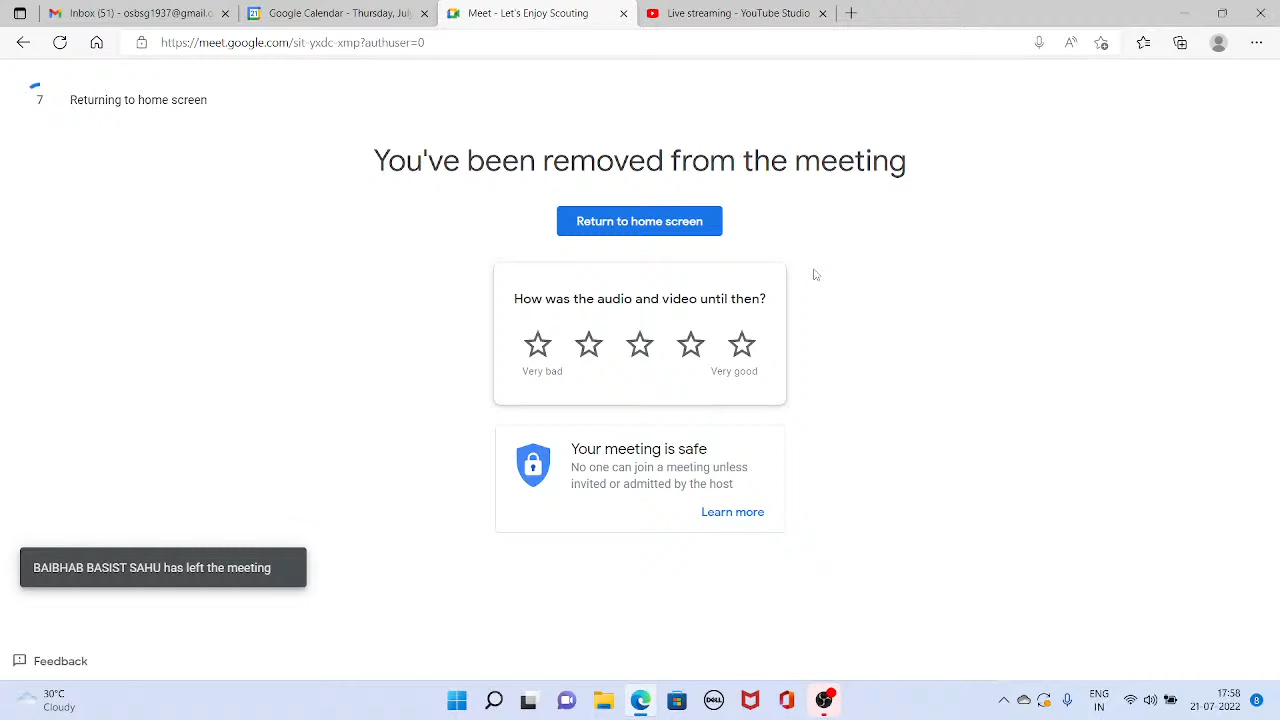 Inbox (51) - osksg1937@gmail.c
Google Calendar - Thursday, July
Meet - Let's Enjoy Scouting
Live streaming - YouTube Studio
https://meet.google.com/sit-yxdc-xmp?authuser=0
7
Returning to home screen
You've been removed from the meeting
Return to home screen
How was the audio and video until then?
Very bad
Very good
Your meeting is safe
No one can join a meeting unless
invited or admitted by the host
Learn more
BAIBHAB BASIST SAHU has left the meeting
Feedback
30°C
Cloudy
DELL
ENG
IN
17:58
21-07-2022
8